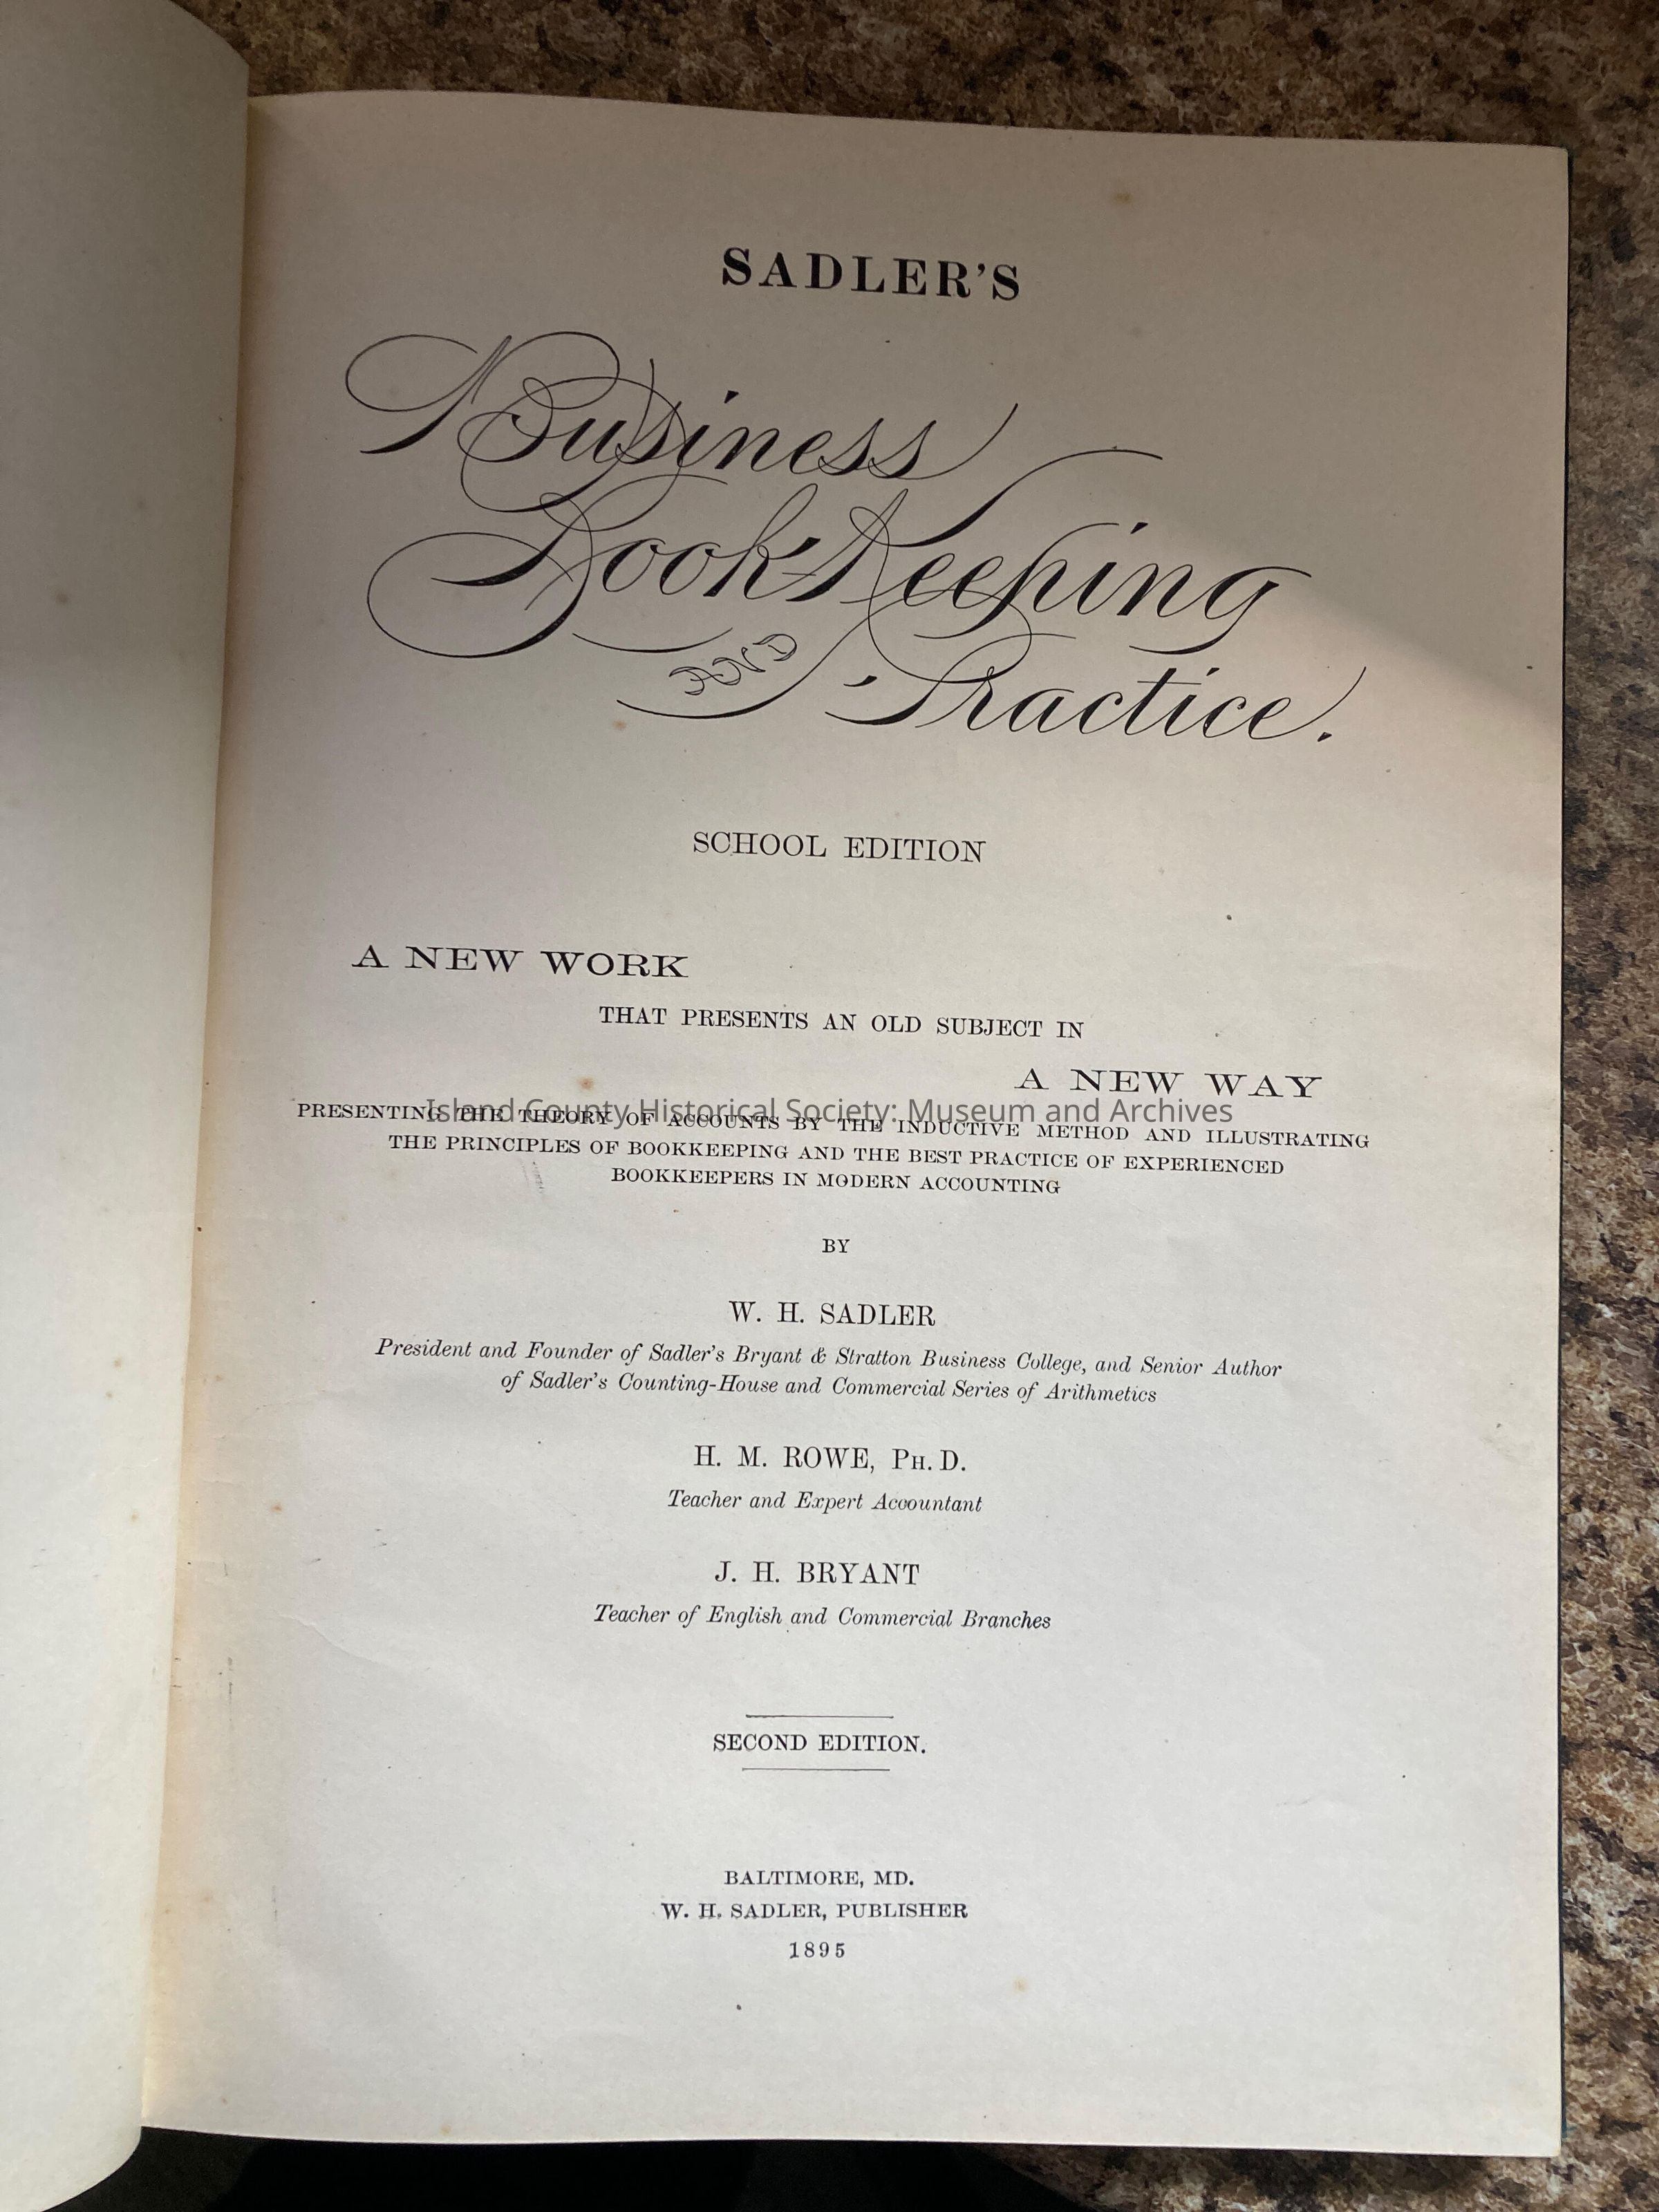 SADLER'S
Business
Book-Keeping
AND
Practice.
SCHOOL EDITION
A NEW WORK
THAT PRESENTS AN OLD SUBJECT IN
A NEW WAY
Island County Historical Society: Museum and Archives
PRESENTING THE THEORY OF ACCOUNTS BY THE INDUCTIVE METHOD AND ILLUSTRATING
THE PRINCIPLES OF BOOKKEEPING AND THE BEST PRACTICE OF EXPERIENCED
BOOKKEEPERS IN MODERN ACCOUNTING
BY
W. H. SADLER
President and Founder of Sadler's Bryant & Stratton Business College, and Senior Author
of Sadler's Counting-House and Commercial Series of Arithmetics
H. M. ROWE, PH. D.
Teacher and Expert Accountant
J. H. BRYANT
Teacher of English and Commercial Branches
SECOND EDITION.
BALTIMORE, MD.
W. H. SADLER, PUBLISHER
1895